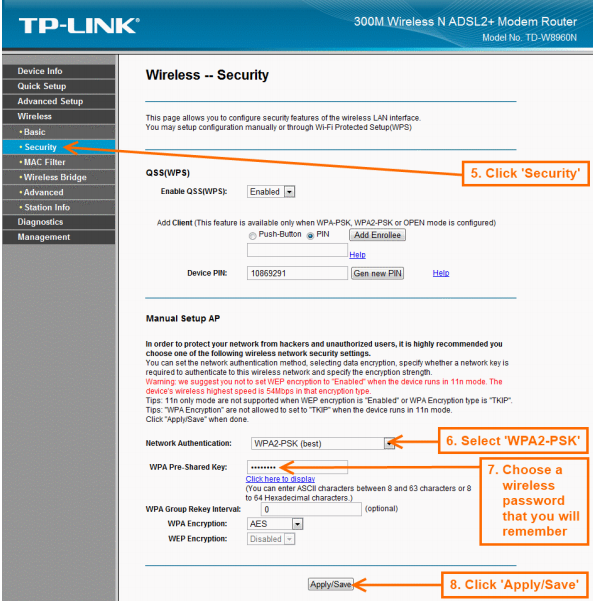 TP-LINK®
300M Wireless N ADSL2+ Modem Router
Model No. TD-W8960N
Device Info
Quick Setup
Advanced Setup
Wireless
• Basic
• Security
• MAC Filter
• Wireless Bridge
• Advanced
• Station Info
Diagnostics
Management
Wireless -- Security
This page allows you to configure security features of the wireless LAN interface.
You may setup configuration manually or through Wi-Fi Protected Setup(WPS)
5. Click 'Security'
QSS(WPS)
Enable QSS(WPS): Enabled
Add Client (This feature is available only when WPA-PSK, WPA2-PSK or OPEN mode is configured)
Push-Button PIN Add Enrollee
Help
Device PIN: 10869291 Gen new PIN Help
Manual Setup AP
In order to protect your network from hackers and unauthorized users, it is highly recommended you
choose one of the following wireless network security settings.
You can set the network authentication method, selecting data encryption, specify whether a network key is
required to authenticate to this wireless network and specify the encryption strength.
Warning: we suggest you not to set WEP encryption to "Enabled" when the device runs in 11n mode. The
device's wireless highest speed is 54Mbps in that encryption type.
Tips: 11n only mode are not supported when WEP encryption is "Enabled" or WPA Encryption type is "TKIP".
Tips: "WPA Encryption" are not allowed to set to "TKIP" when the device runs in 11n mode.
Click "Apply/Save" when done.
Network Authentication: WPA2-PSK (best)
6. Select 'WPA2-PSK'
WPA Pre-Shared Key: ••••••••
Click here to display
(You can enter ASCII characters between 8 and 63 characters or 8
to 64 Hexadecimal characters.)
7. Choose a
wireless
password
that you will
remember
WPA Group Rekey Interval: 0 (optional)
WPA Encryption: AES
WEP Encryption: Disabled
Apply/Save
8. Click 'Apply/Save'